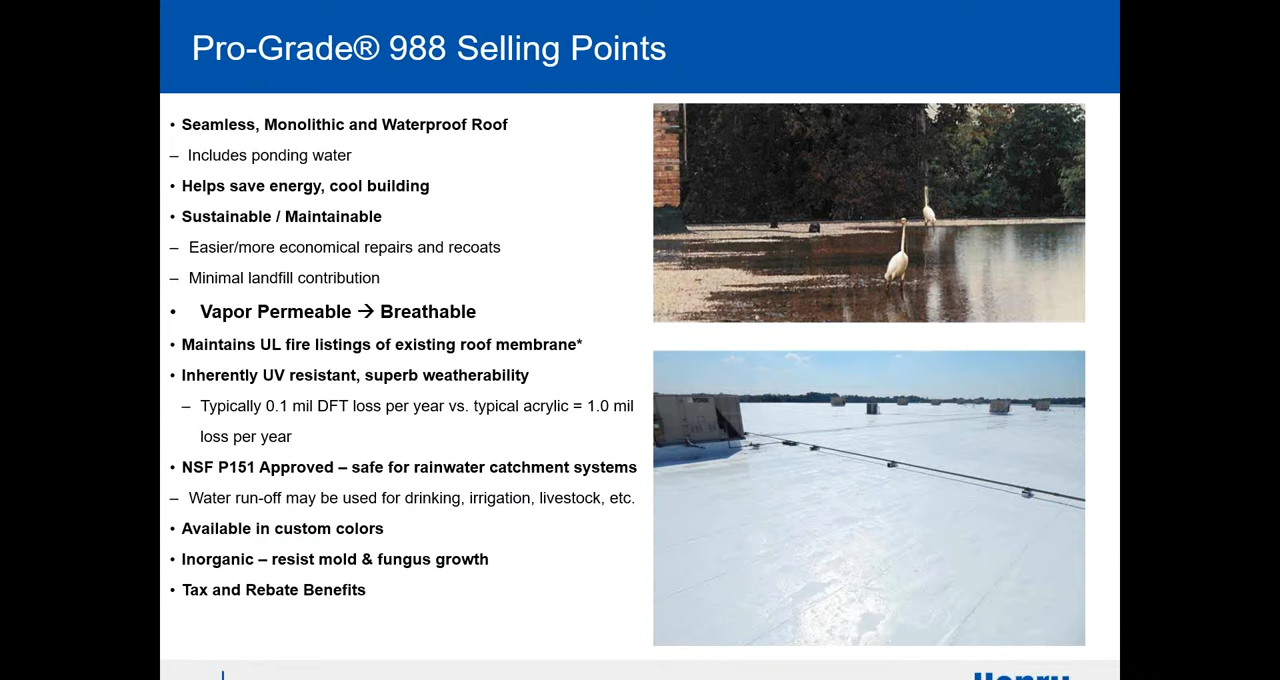 Pro-Grade® 988 Selling Points
• Seamless, Monolithic and Waterproof Roof
– Includes ponding water
• Helps save energy, cool building
• Sustainable / Maintainable
– Easier/more economical repairs and recoats
– Minimal landfill contribution
• Vapor Permeable → Breathable
• Maintains UL fire listings of existing roof membrane*
• Inherently UV resistant, superb weatherability
– Typically 0.1 mil DFT loss per year vs. typical acrylic = 1.0 mil
loss per year
• NSF P151 Approved – safe for rainwater catchment systems
– Water run-off may be used for drinking, irrigation, livestock, etc.
• Available in custom colors
• Inorganic – resist mold & fungus growth
• Tax and Rebate Benefits
Henry